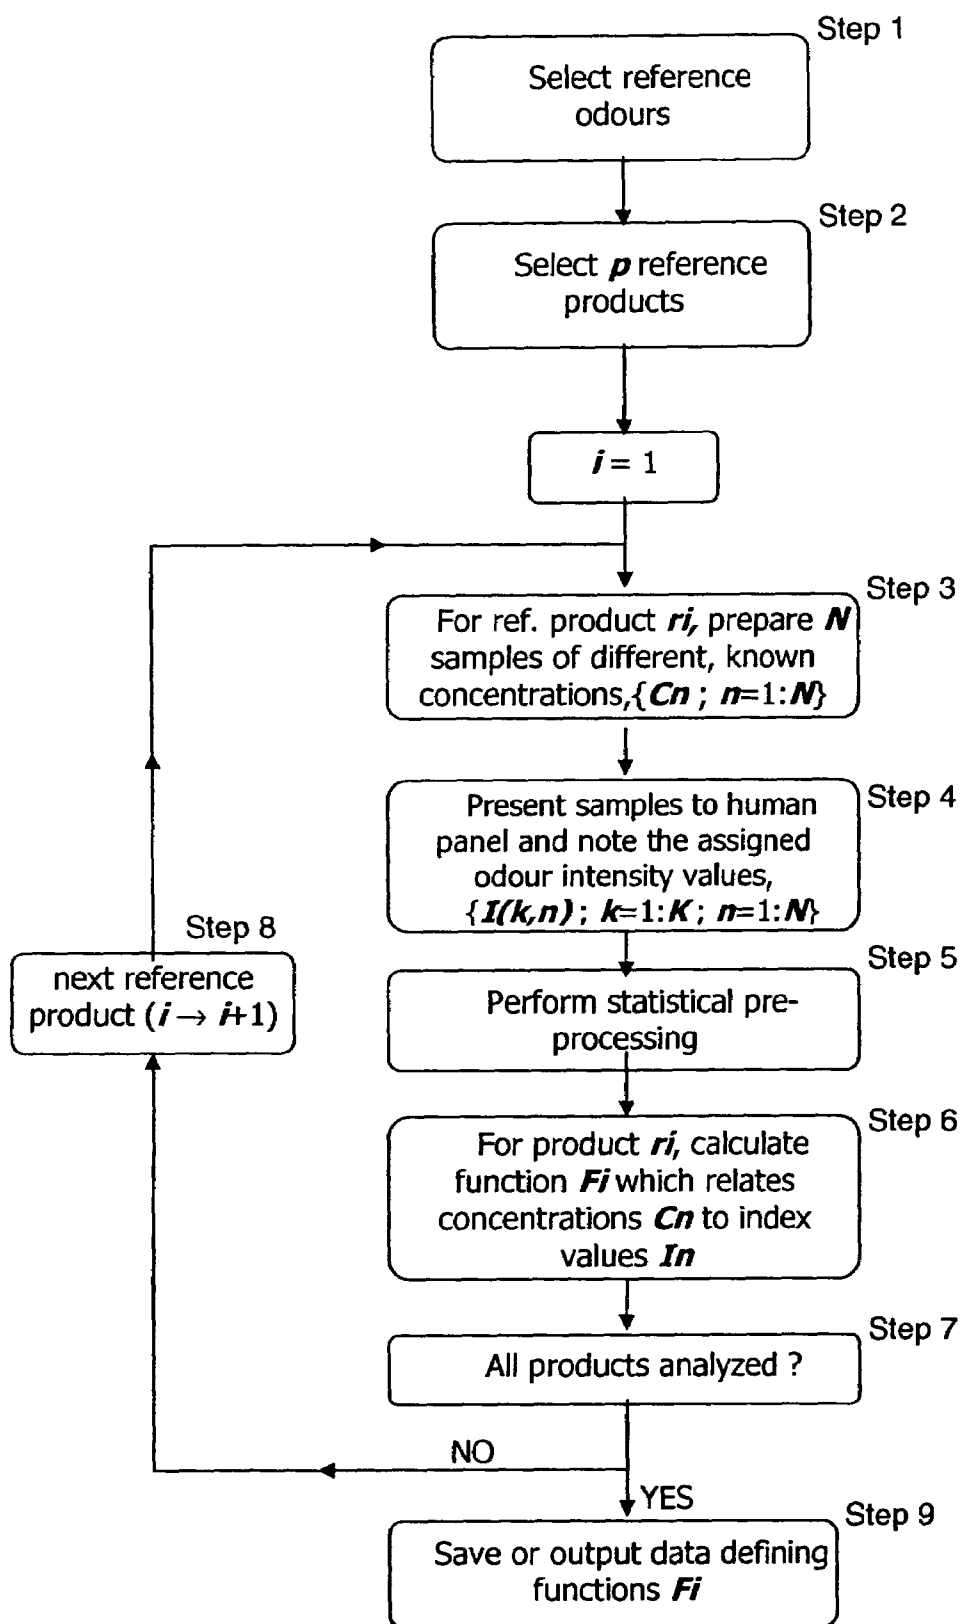 Step 1
Select reference
odours
Step 2
Select p reference
products
i = 1
Step 3
For ref. product ri, prepare N
samples of different, known
concentrations,{Cn ; n=1:N}
Step 4
Present samples to human
panel and note the assigned
odour intensity values,
{I(k,n) ; k=1:K ; n=1:N}
Step 5
Perform statistical pre-
processing
Step 6
For product ri, calculate
function Fi which relates
concentrations Cn to index
values In
Step 7
All products analyzed ?
Step 8
next reference
product (i → i+1)
NO
YES
Step 9
Save or output data defining
functions Fi